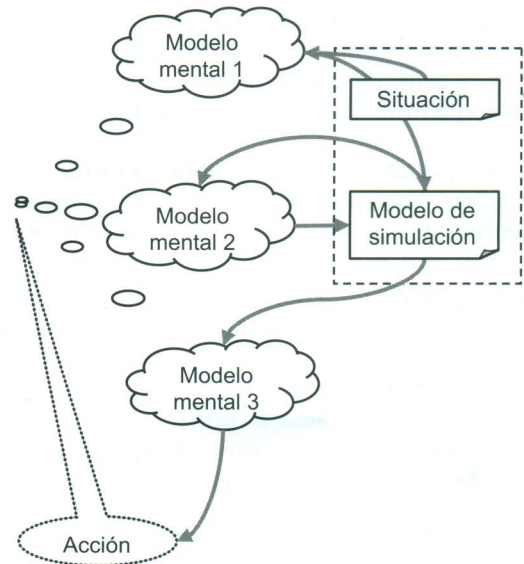 Modelo
mental 1
Situación
Modelo
mental 2
Modelo de
simulación
Modelo
mental 3
Acción